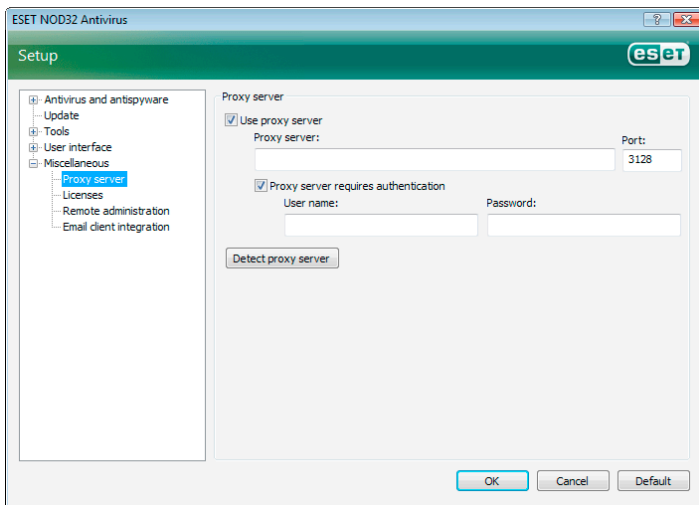 ESET NOD32 Antivirus
Setup
eseT
Antivirus and antispyware
Update
Tools
User interface
Miscellaneous
Proxy server
Licenses
Remote administration
Email client integration
Proxy server
Use proxy server
Proxy server:
Port:
3128
Proxy server requires authentication
User name:
Password:
Detect proxy server
OK
Cancel
Default